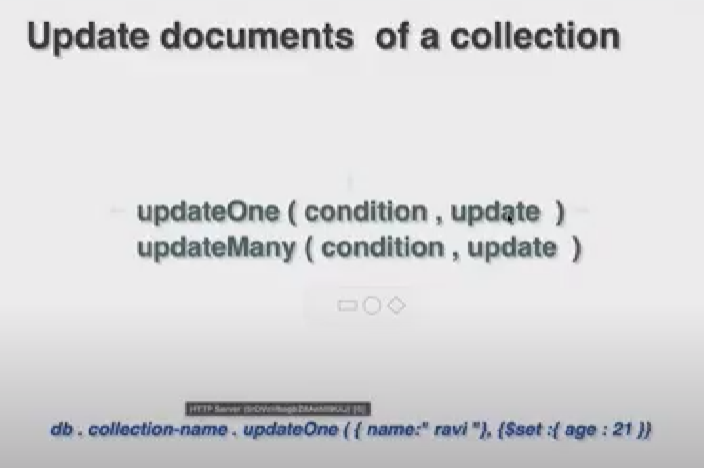 Update documents of a collection
updateOne ( condition , update )
updateMany ( condition , update )
HTTP Server
db . collection-name . updateOne ( { name:" ravi "}, {$set :{ age : 21 }}